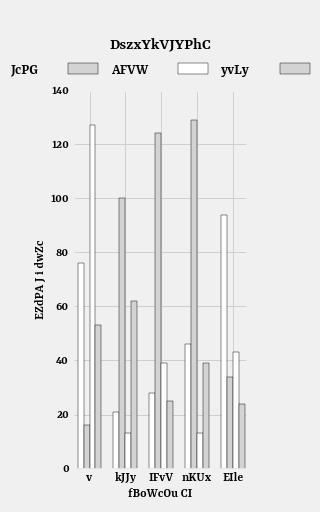 DszxYkVJYPhC
JcPG AFVW yvLy
140
120
100
80
60
40
20
0
EZdPA J i dwZc
v kJJy IFvV nKUx EIle
fBoWcOu CI